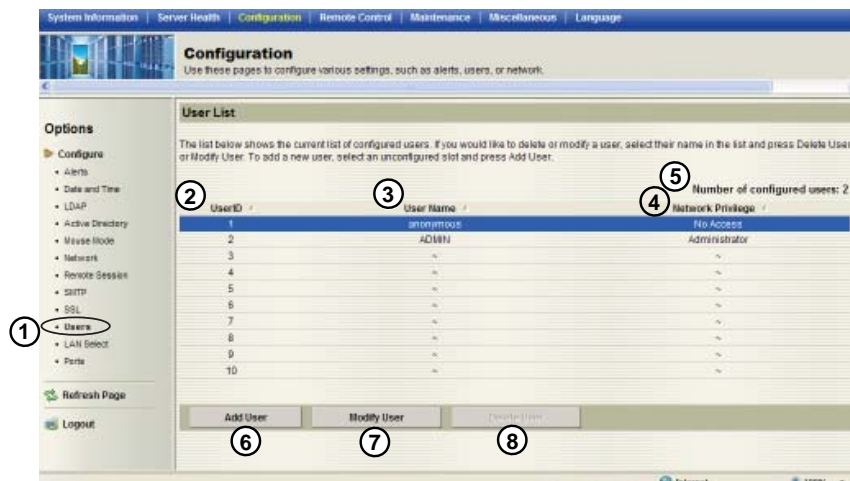 System Information Server Health Configuration Remote Control Maintenance Miscellaneous Language
Configuration
Use these pages to configure various settings, such as alerts, users, or network.
Options
Configure
Alerts
Date and Time
LDAP
Active Directory
Mouse Mode
Network
Remote Session
SMTP
SSL
1
Users
LAN Select
Ports
Refresh Page
Logout
User List
The list below shows the current list of configured users. If you would like to delete or modify a user, select their name in the list and press Delete User
or Modify User. To add a new user, select an unconfigured slot and press Add User.
5
Number of configured users: 2
2 3 4
UserID User Name Network Privilege
1 anonymous No Access
2 ADMIN Administrator
3 ~ ~
4 ~ ~
5 ~ ~
6 ~ ~
7 ~ ~
8 ~ ~
9 ~ ~
10 ~ ~
Add User Modify User Delete User
6 7 8
Internet